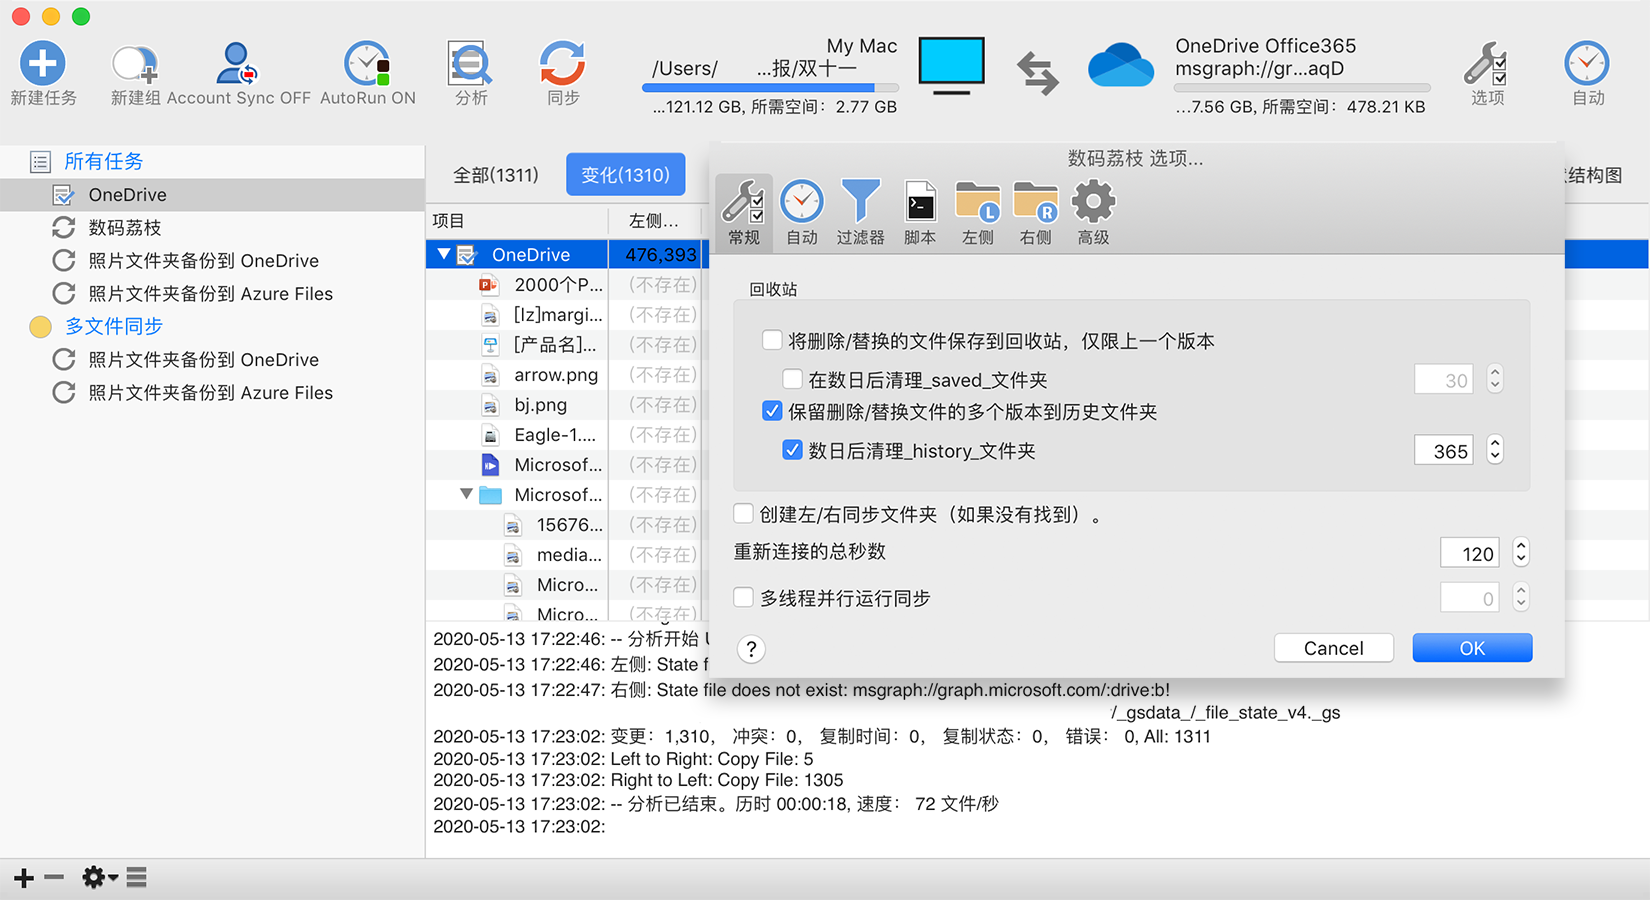 新建任务
新建组
Account Sync OFF
AutoRun ON
分析
同步
My Mac
/Users/ ...报/双十一
...121.12 GB, 所需空间：2.77 GB
OneDrive Office365
msgraph://gr...aqD
...7.56 GB, 所需空间：478.21 KB
选项
自动
所有任务
OneDrive
数码荔枝
照片文件夹备份到 OneDrive
照片文件夹备份到 Azure Files
多文件同步
照片文件夹备份到 OneDrive
照片文件夹备份到 Azure Files
全部(1311)
变化(1310)
结构图
项目
左侧...
OneDrive 476,393
2000个P... (不存在)
[lz]margi... (不存在)
[产品名]... (不存在)
arrow.png (不存在)
bj.png (不存在)
Eagle-1.... (不存在)
Microsof... (不存在)
Microsof... (不存在)
15676... (不存在)
media... (不存在)
Micro... (不存在)
Micro... (不存在)
数码荔枝 选项...
常规
自动
过滤器
脚本
左侧
L
右侧
R
高级
回收站
将删除/替换的文件保存到回收站，仅限上一个版本
在数日后清理_saved_文件夹 30
保留删除/替换文件的多个版本到历史文件夹
数日后清理_history_文件夹 365
创建左/右同步文件夹（如果没有找到）。
重新连接的总秒数 120
多线程并行运行同步 0
?
Cancel
OK
2020-05-13 17:22:46: -- 分析开始
2020-05-13 17:22:46: 左侧: State f
2020-05-13 17:22:47: 右侧: State file does not exist: msgraph://graph.microsoft.com/:drive:b!
/_gsdata_/_file_state_v4._gs
2020-05-13 17:23:02: 变更：1,310， 冲突：0， 复制时间：0， 复制状态：0， 错误： 0, All: 1311
2020-05-13 17:23:02: Left to Right: Copy File: 5
2020-05-13 17:23:02: Right to Left: Copy File: 1305
2020-05-13 17:23:02: -- 分析已结束。历时 00:00:18, 速度： 72 文件/秒
2020-05-13 17:23:02: